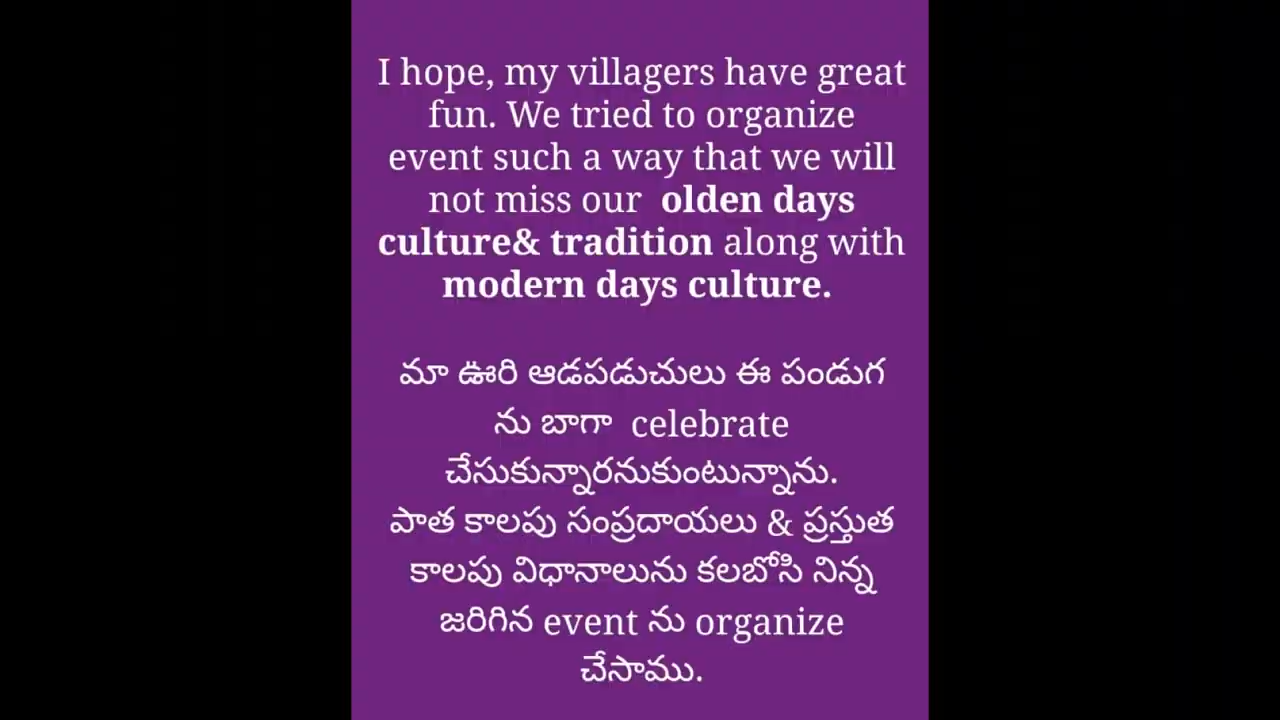 I hope, my villagers have great
fun. We tried to organize
event such a way that we will
not miss our  olden days
culture& tradition along with
modern days culture.
మా ఊరి ఆడపడుచులు ఈ పండుగ
ను బాగా  celebrate
చేసుకున్నారనుకుంటున్నాను.
పాత కాలపు సంప్రదాయలు & ప్రస్తుత
కాలపు విధానాలును కలబోసి నిన్న
జరిగిన event ను organize
చేసాము.